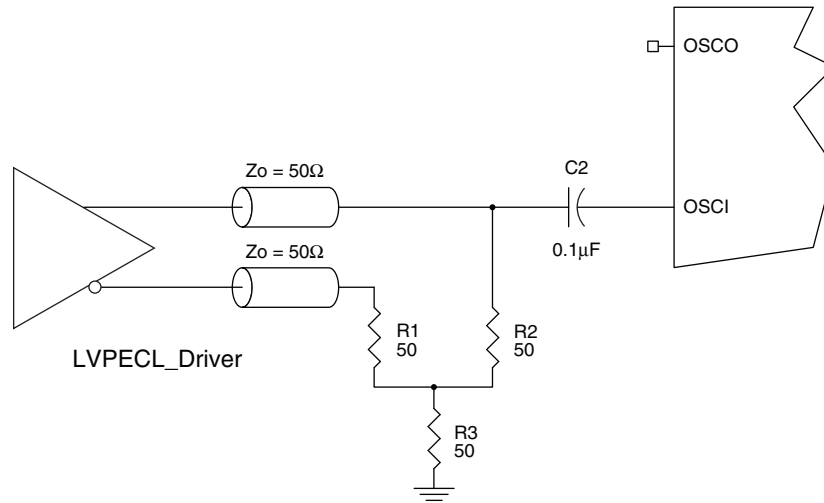 OSCO
Zo = 50Ω
C2
OSCI
0.1μF
Zo = 50Ω
R1
50
R2
50
LVPECL_Driver
R3
50